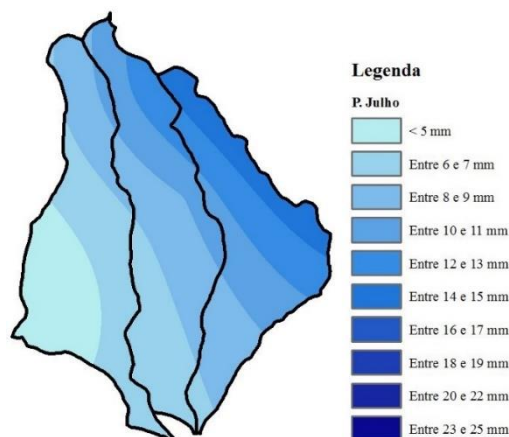 Legenda
P. Julho
< 5 mm
Entre 6 e 7 mm
Entre 8 e 9 mm
Entre 10 e 11 mm
Entre 12 e 13 mm
Entre 14 e 15 mm
Entre 16 e 17 mm
Entre 18 e 19 mm
Entre 20 e 22 mm
Entre 23 e 25 mm